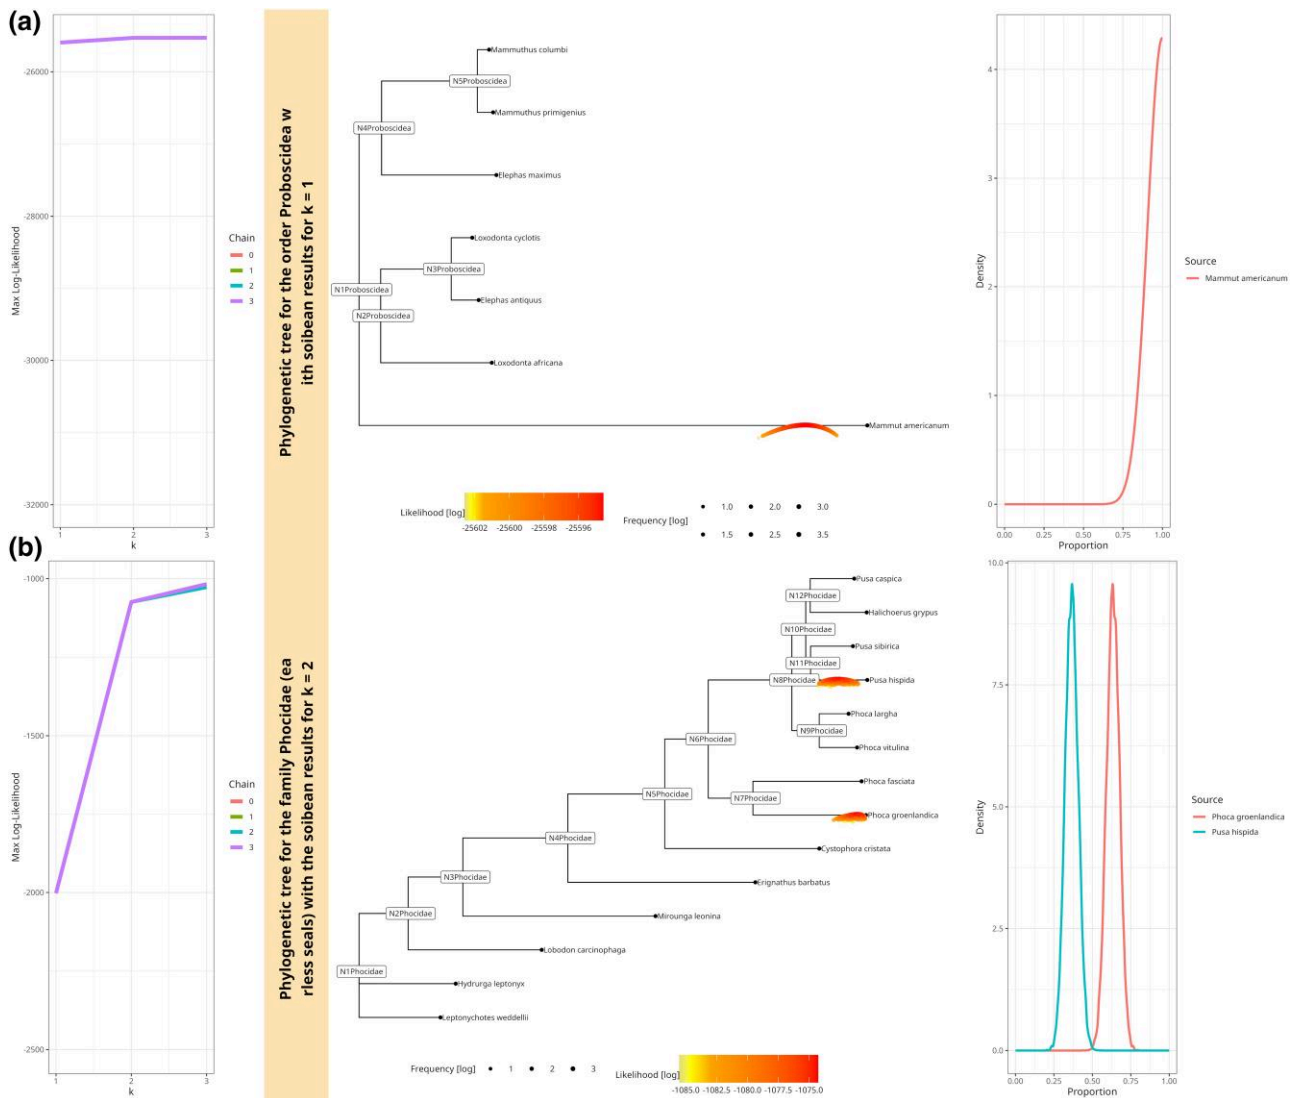 (a)
-26000
-28000
-30000
-32000
Max Log-Likelihood
1
2
3
k
Chain
0
1
2
3
Phylogenetic tree for the order Proboscidea w
ith soibean results for k = 1
Mammuthus columbi
N5Proboscidea
Mammuthus primigenius
N4Proboscidea
Elephas maximus
Loxodonta cyclotis
N3Proboscidea
N1Proboscidea
Elephas antiquus
N2Proboscidea
Loxodonta africana
Mammut americanum
Likelihood [log]
-25602 -25600 -25598 -25596
Frequency [log]
1.0 2.0 3.0
1.5 2.5 3.5
4
3
2
1
0
Density
0.00 0.25 0.50 0.75 1.00
Proportion
Source
Mammut americanum
(b)
-1000
-1500
-2000
-2500
Max Log-Likelihood
1
2
3
k
Chain
0
1
2
3
Phylogenetic tree for the family Phocidae (ea
rless seals) with the soibean results for k = 2
Pusa caspica
N12Phocidae
Halichoerus grypus
N10Phocidae
Pusa sibirica
N11Phocidae
N8Phocidae
Pusa hispida
Phoca largha
N9Phocidae
N6Phocidae
Phoca vitulina
Phoca fasciata
N5Phocidae
N7Phocidae
Phoca groenlandica
N4Phocidae
Cystophora cristata
N3Phocidae
Erignathus barbatus
N2Phocidae
Mirounga leonina
Lobodon carcinophaga
N1Phocidae
Hydrurga leptonyx
Leptonychotes weddellii
Frequency [log]
1 2 3
Likelihood [log]
-1085.0 -1082.5 -1080.0 -1077.5 -1075.0
10.0
7.5
5.0
2.5
0.0
Density
0.00 0.25 0.50 0.75 1.00
Proportion
Source
Phoca groenlandica
Pusa hispida